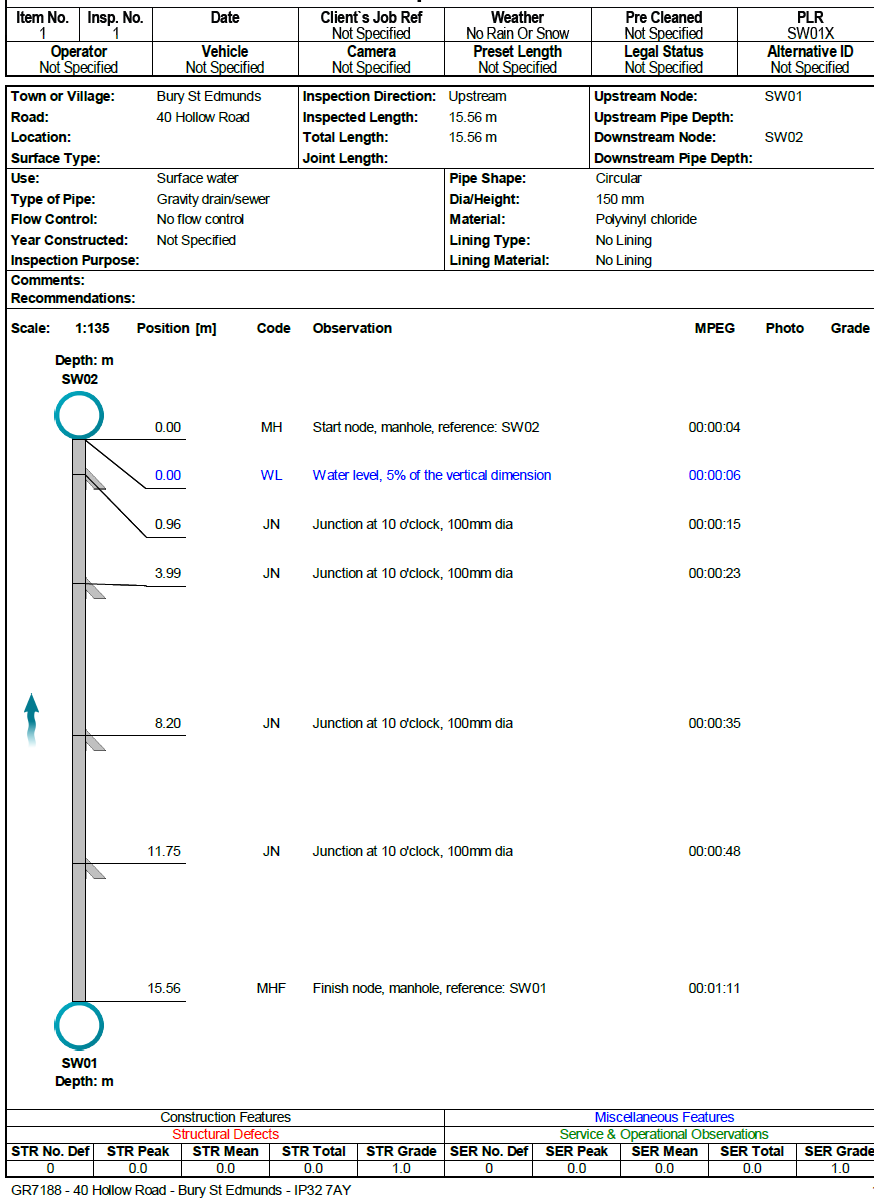 Item No. Insp. No. Date Client`s Job Ref Weather Pre Cleaned PLR
1 1 Not Specified No Rain Or Snow Not Specified SW01X
Operator Vehicle Camera Preset Length Legal Status Alternative ID
Not Specified Not Specified Not Specified Not Specified Not Specified Not Specified
Town or Village: Bury St Edmunds Inspection Direction: Upstream Upstream Node: SW01
Road: 40 Hollow Road Inspected Length: 15.56 m Upstream Pipe Depth:
Location: Total Length: 15.56 m Downstream Node: SW02
Surface Type: Joint Length: Downstream Pipe Depth:
Use: Surface water Pipe Shape: Circular
Type of Pipe: Gravity drain/sewer Dia/Height: 150 mm
Flow Control: No flow control Material: Polyvinyl chloride
Year Constructed: Not Specified Lining Type: No Lining
Inspection Purpose: Lining Material: No Lining
Comments:
Recommendations:
Scale: 1:135 Position [m] Code Observation MPEG Photo Grade
Depth: m
SW02
0.00 MH Start node, manhole, reference: SW02 00:00:04
0.00 WL Water level, 5% of the vertical dimension 00:00:06
0.96 JN Junction at 10 o'clock, 100mm dia 00:00:15
3.99 JN Junction at 10 o'clock, 100mm dia 00:00:23
8.20 JN Junction at 10 o'clock, 100mm dia 00:00:35
11.75 JN Junction at 10 o'clock, 100mm dia 00:00:48
15.56 MHF Finish node, manhole, reference: SW01 00:01:11
SW01
Depth: m
Construction Features Miscellaneous Features
Structural Defects Service & Operational Observations
STR No. Def STR Peak STR Mean STR Total STR Grade SER No. Def SER Peak SER Mean SER Total SER Grade
0 0.0 0.0 0.0 1.0 0 0.0 0.0 0.0 1.0
GR7188 - 40 Hollow Road - Bury St Edmunds - IP32 7AY